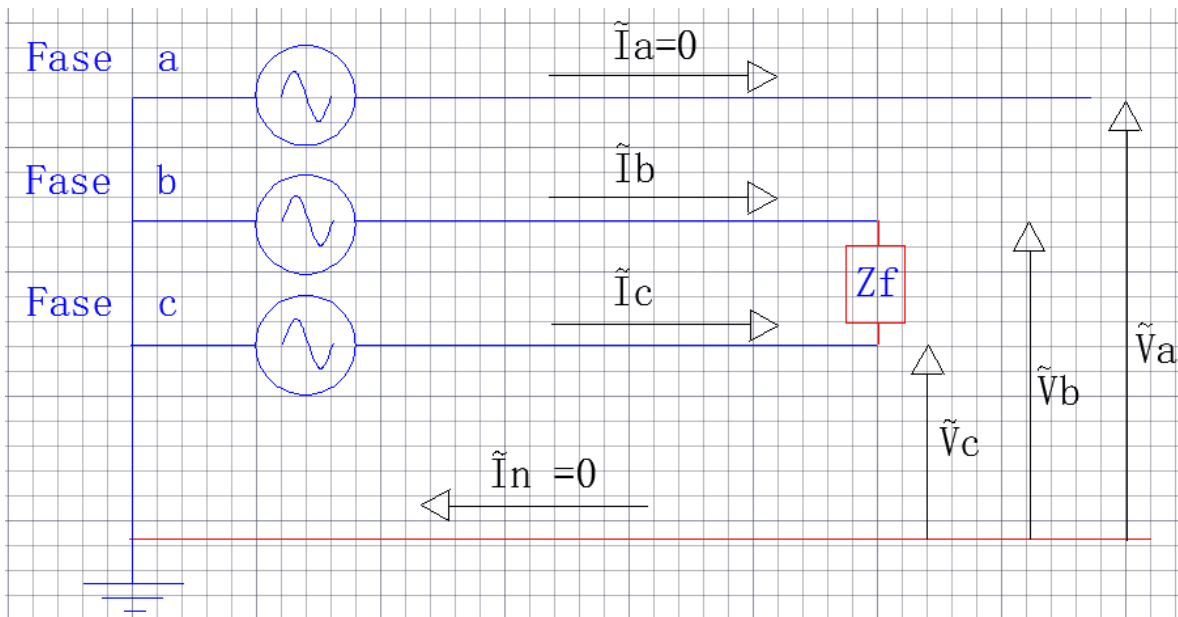 Fase a
Ĩa=0
Fase b
Ĩb
Fase c
Ĩc
Zf
Ṽa
Ṽb
Ṽc
Ĩn =0